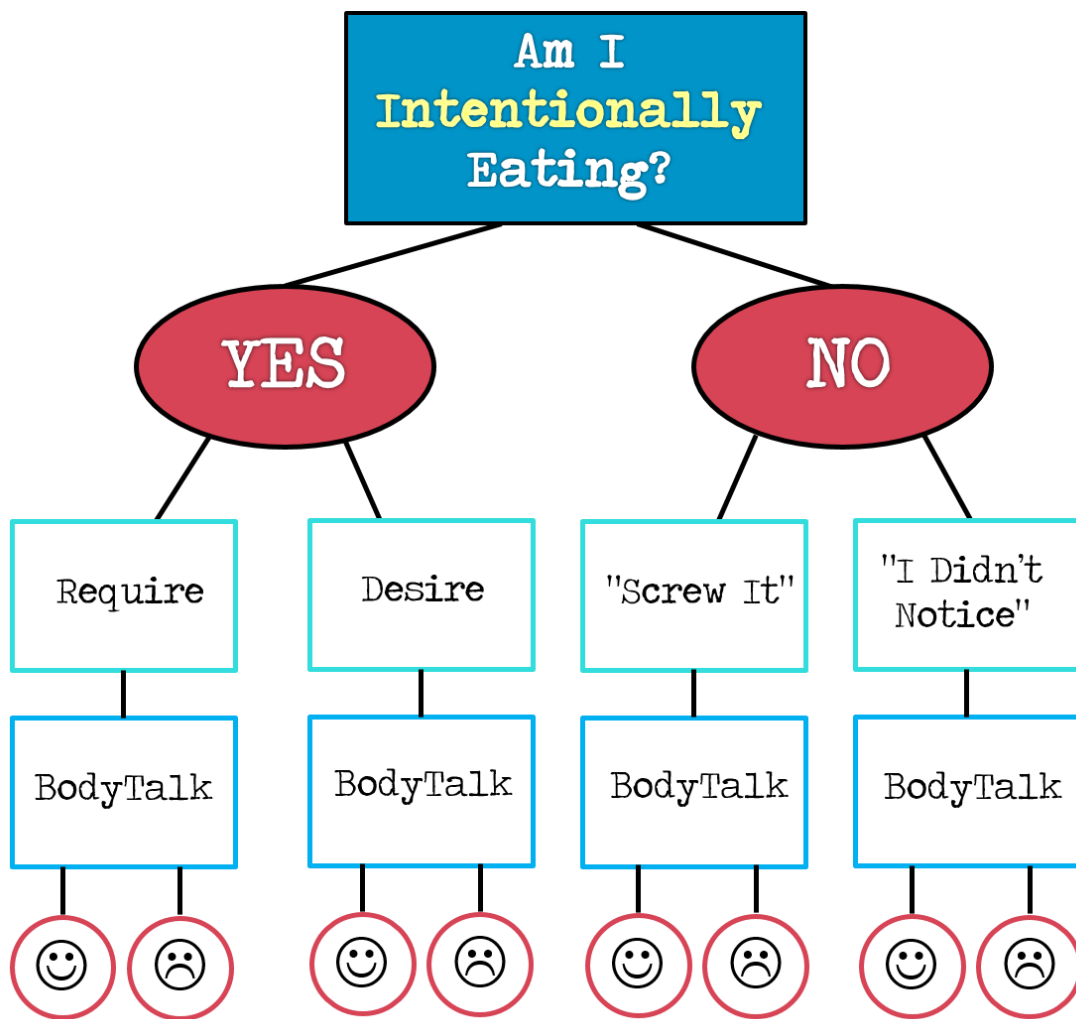 Am I
Intentionally
Eating?
YES
NO
Require
Desire
"Screw It"
"I Didn't
Notice"
BodyTalk
BodyTalk
BodyTalk
BodyTalk